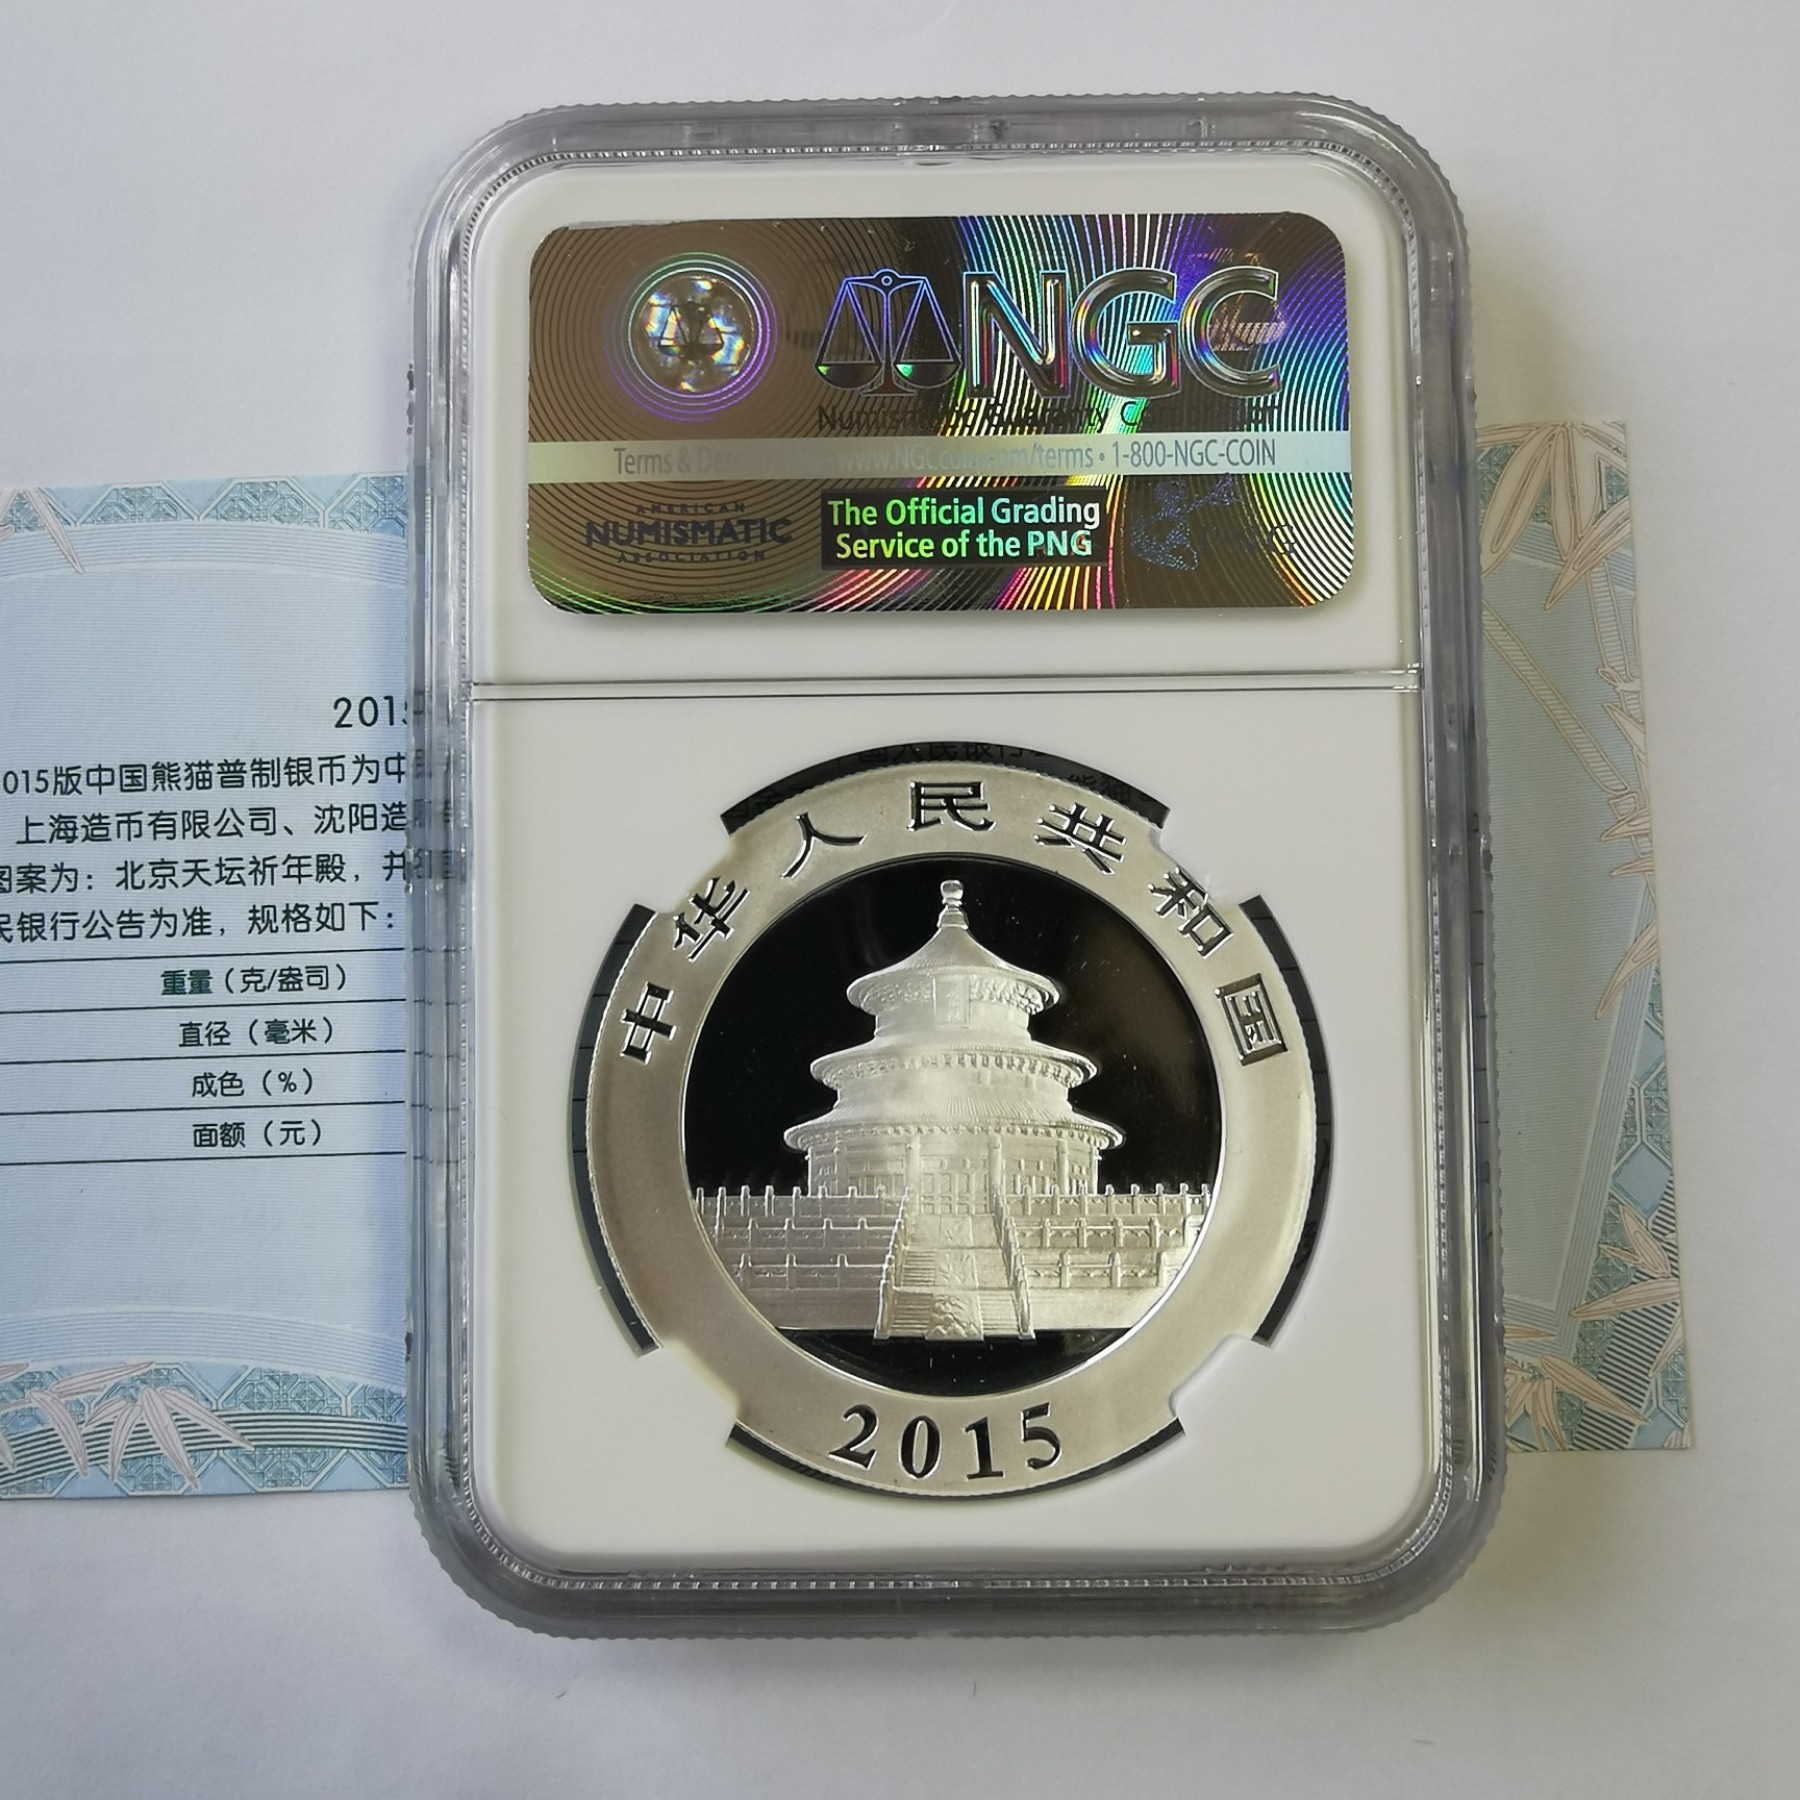 NGC
Numismatic Guaranty Corporation
www.NGCcoin.com/terms • 1-800-NGC-COIN
AMERICAN
NUMISMATIC
ASSOCIATION
The Official Grading
Service of the PNG
中华人民共和国
2015
2015
015版中国熊猫普制银币为中
上海造币有限公司、沈阳造
图案为：北京天坛祈年殿，并
民银行公告为准，规格如下：
重量（克/盎司）
直径（毫米）
成色（%）
面额（元）